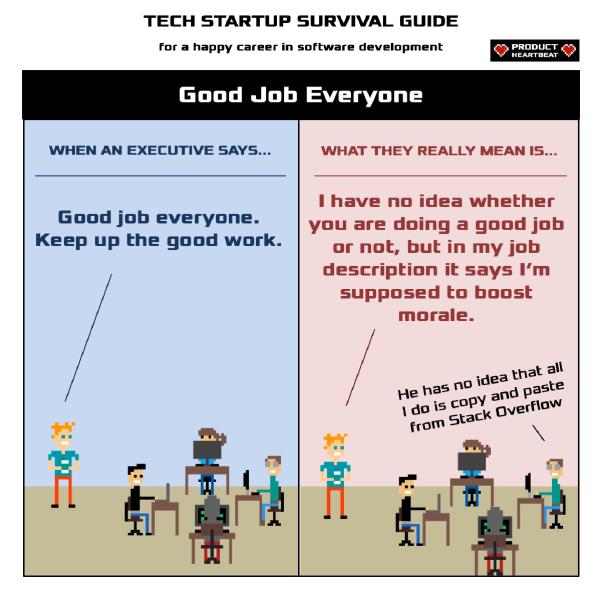 TECH STARTUP SURVIVAL GUIDE
for a happy career in software development
PRODUCT
HEARTBEAT
Good Job Everyone
WHEN AN EXECUTIVE SAYS...
Good job everyone.
Keep up the good work.
WHAT THEY REALLY MEAN IS...
I have no idea whether
you are doing a good job
or not, but in my job
description it says I'm
supposed to boost
morale.
He has no idea that all
I do is copy and paste
from Stack Overflow